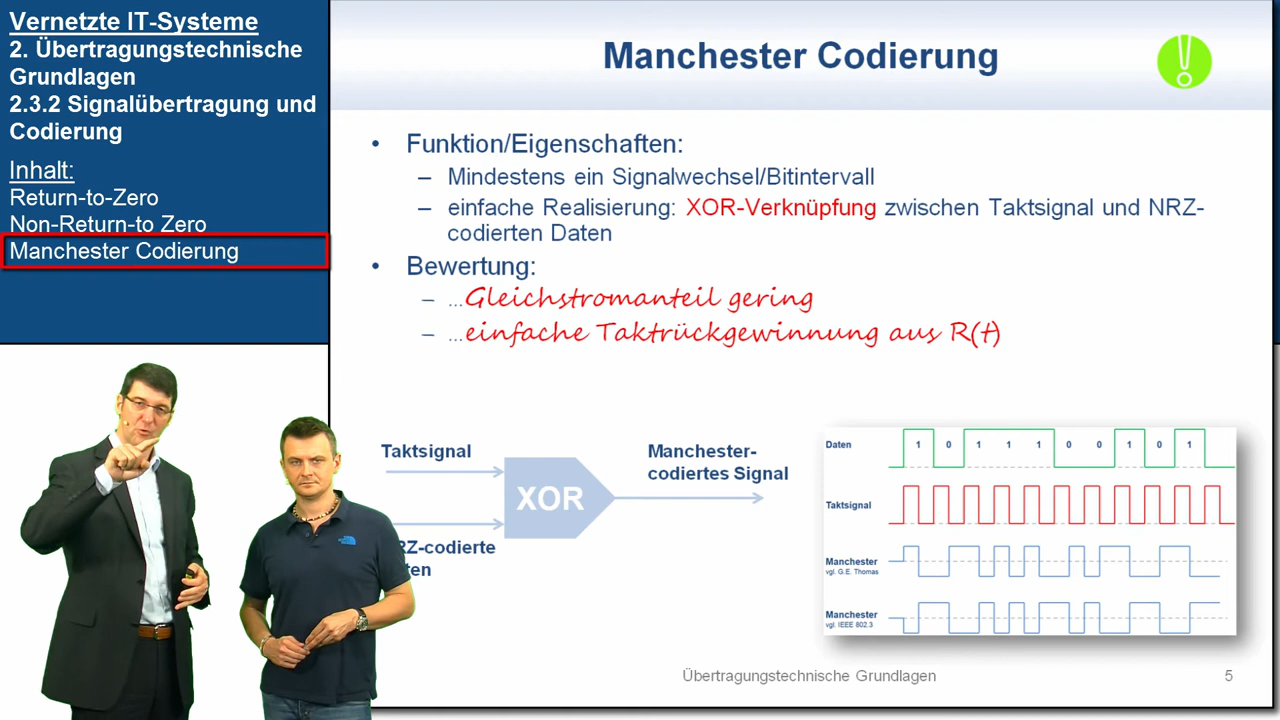 Vernetzte IT-Systeme
2. Übertragungstechnische
Grundlagen
2.3.2 Signalübertragung und
Codierung
Inhalt:
Return-to-Zero
Non-Return-to Zero
Manchester Codierung
Manchester Codierung
• Funktion/Eigenschaften:
– Mindestens ein Signalwechsel/Bitintervall
– einfache Realisierung: XOR-Verknüpfung zwischen Taktsignal und NRZ-
codierten Daten
• Bewertung:
– ...Gleichstromanteil gering
– ...einfache Taktrückgewinnung aus R(t)
Taktsignal
XOR
RZ-codierte
ten
Manchester-
codiertes Signal
Daten 1 0 1 1 1 0 0 1 0 1
Taktsignal
Manchester
vgl. G.E. Thomas
Manchester
vgl. IEEE 802.3
Übertragungstechnische Grundlagen 5